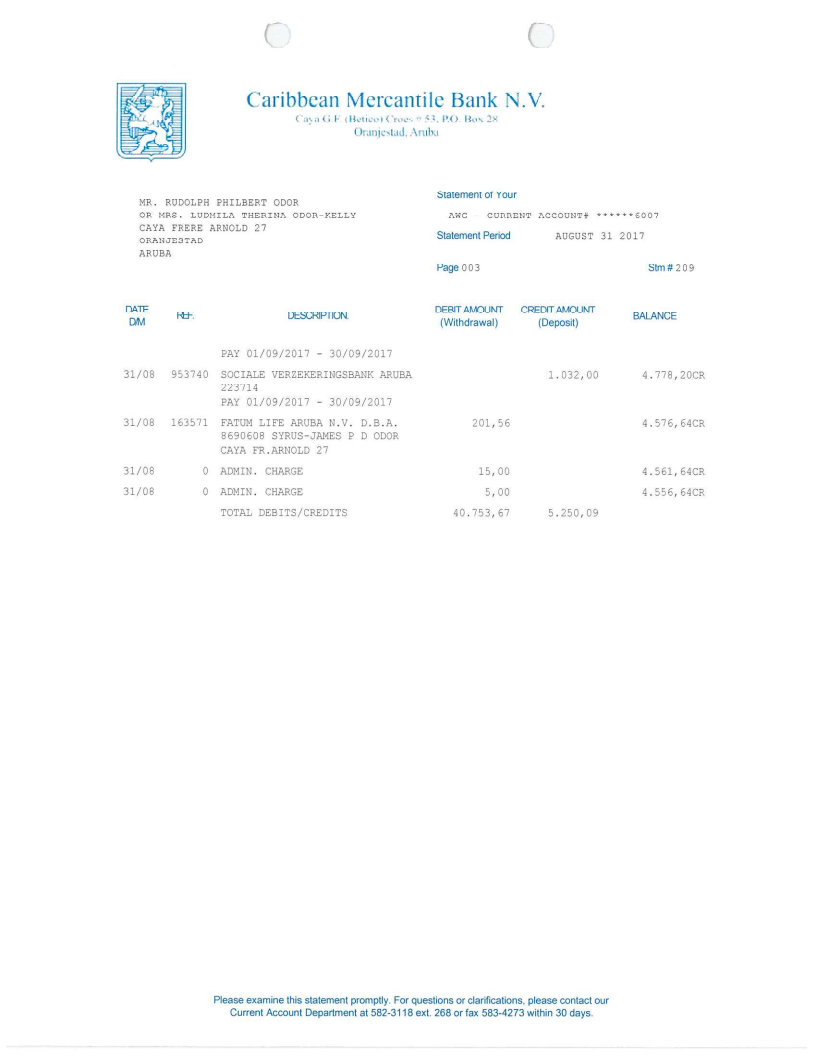 Caribbean Mercantile Bank N.V.
Caya G.F. (Betico) Croes # 53, P.O. Box 28
Oranjestad, Aruba
MR. RUDOLPH PHILBERT ODOR
OR MRS. LUDMILA THERINA ODOR-KELLY
CAYA FRERE ARNOLD 27
ORANJESTAD
ARUBA
Statement of Your
AWG - CURRENT ACCOUNT# ******6007
Statement Period AUGUST 31 2017
Page 003 Stm # 209
DATE D/M REF. DESCRIPTION. DEBIT AMOUNT (Withdrawal) CREDIT AMOUNT (Deposit) BALANCE
PAY 01/09/2017 - 30/09/2017
31/08 953740 SOCIALE VERZEKERINGSBANK ARUBA 1.032,00 4.778,20CR
223714
PAY 01/09/2017 - 30/09/2017
31/08 163571 FATUM LIFE ARUBA N.V. D.B.A. 201,56 4.576,64CR
8690608 SYRUS-JAMES P D ODOR
CAYA FR.ARNOLD 27
31/08 0 ADMIN. CHARGE 15,00 4.561,64CR
31/08 0 ADMIN. CHARGE 5,00 4.556,64CR
TOTAL DEBITS/CREDITS 40.753,67 5.250,09
Please examine this statement promptly. For questions or clarifications, please contact our
Current Account Department at 582-3118 ext. 268 or fax 583-4273 within 30 days.